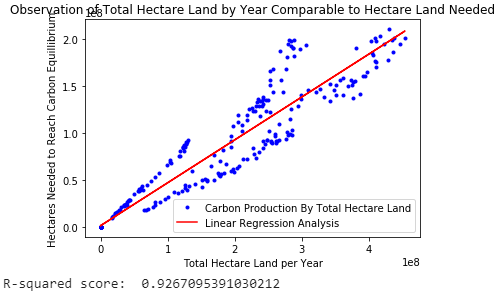 Observation of Total Hectare Land by Year Comparable to Hectare Land Needed
1e8
Hectares Needed to Reach Carbon Equillibrium
2.0
1.5
1.0
0.5
0.0
Carbon Production By Total Hectare Land
Linear Regression Analysis
0 1 2 3 4
Total Hectare Land per Year
1e8
R-squared score: 0.9267095391030212